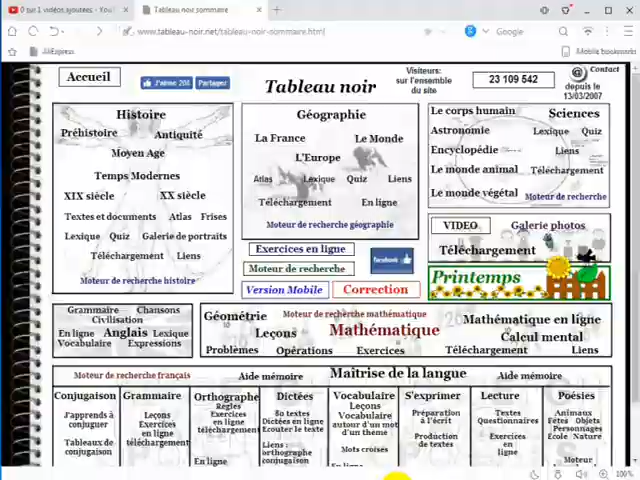 0 sur 1 vidéos ajoutées - YouT
Tableau noir sommaire
www.tableau-noir.net/tableau-noir-sommaire.html
Google
AliExpress
Mobile bookmarks
Accueil
J'aime
Partager
Tableau noir
Visiteurs:
sur l'ensemble
du site
23 109 542
Contact
depuis le
13/03/2007
Histoire
Préhistoire Antiquité
Moyen Age
Temps Modernes
XIX siècle XX siècle
Textes et documents Atlas Frises
Lexique Quiz Galerie de portraits
Téléchargement Liens
Moteur de recherche histoire
Géographie
La France Le Monde
L'Europe
Atlas Lexique Quiz Liens
Téléchargement En ligne
Moteur de recherche géographie
Le corps humain Sciences
Astronomie Lexique Quiz
Encyclopédie Liens
Le monde animal Téléchargement
Le monde végétal Moteur de recherche
VIDEO Galerie photos
Téléchargement
Printemps
Exercices en ligne
Moteur de recherche
facebook
Version Mobile Correction
Grammaire Chansons
Civilisation
En ligne Anglais Lexique
Vocabulaire Expressions
Géométrie Moteur de recherche mathématique Mathématique en ligne
Leçons Mathématique Calcul mental
Problèmes Opérations Exercices Téléchargement Liens
Moteur de recherche français Aide mémoire Maîtrise de la langue Aide mémoire
Conjugaison
J'apprends à
conjuguer
Tableaux de
conjugaison
Grammaire
Leçons
Exercices
en ligne
téléchargement
Orthographe
Règles
Exercices
en ligne
téléchargement
En ligne
Dictées
80 textes
Dictées en ligne
Ecouter le texte
Liens :
orthographe
conjugaison
Vocabulaire
Leçons
Vocabulaire
autour d'un mot
d'un thème
Mots croisés
En ligne
S'exprimer
Préparation
à l'écrit
Production
de textes
Lecture
Textes
Questionnaires
Exercices
en
ligne
Poésies
Animaux
Fêtes Objets
Personnages
Ecole Nature
Moteur
100%